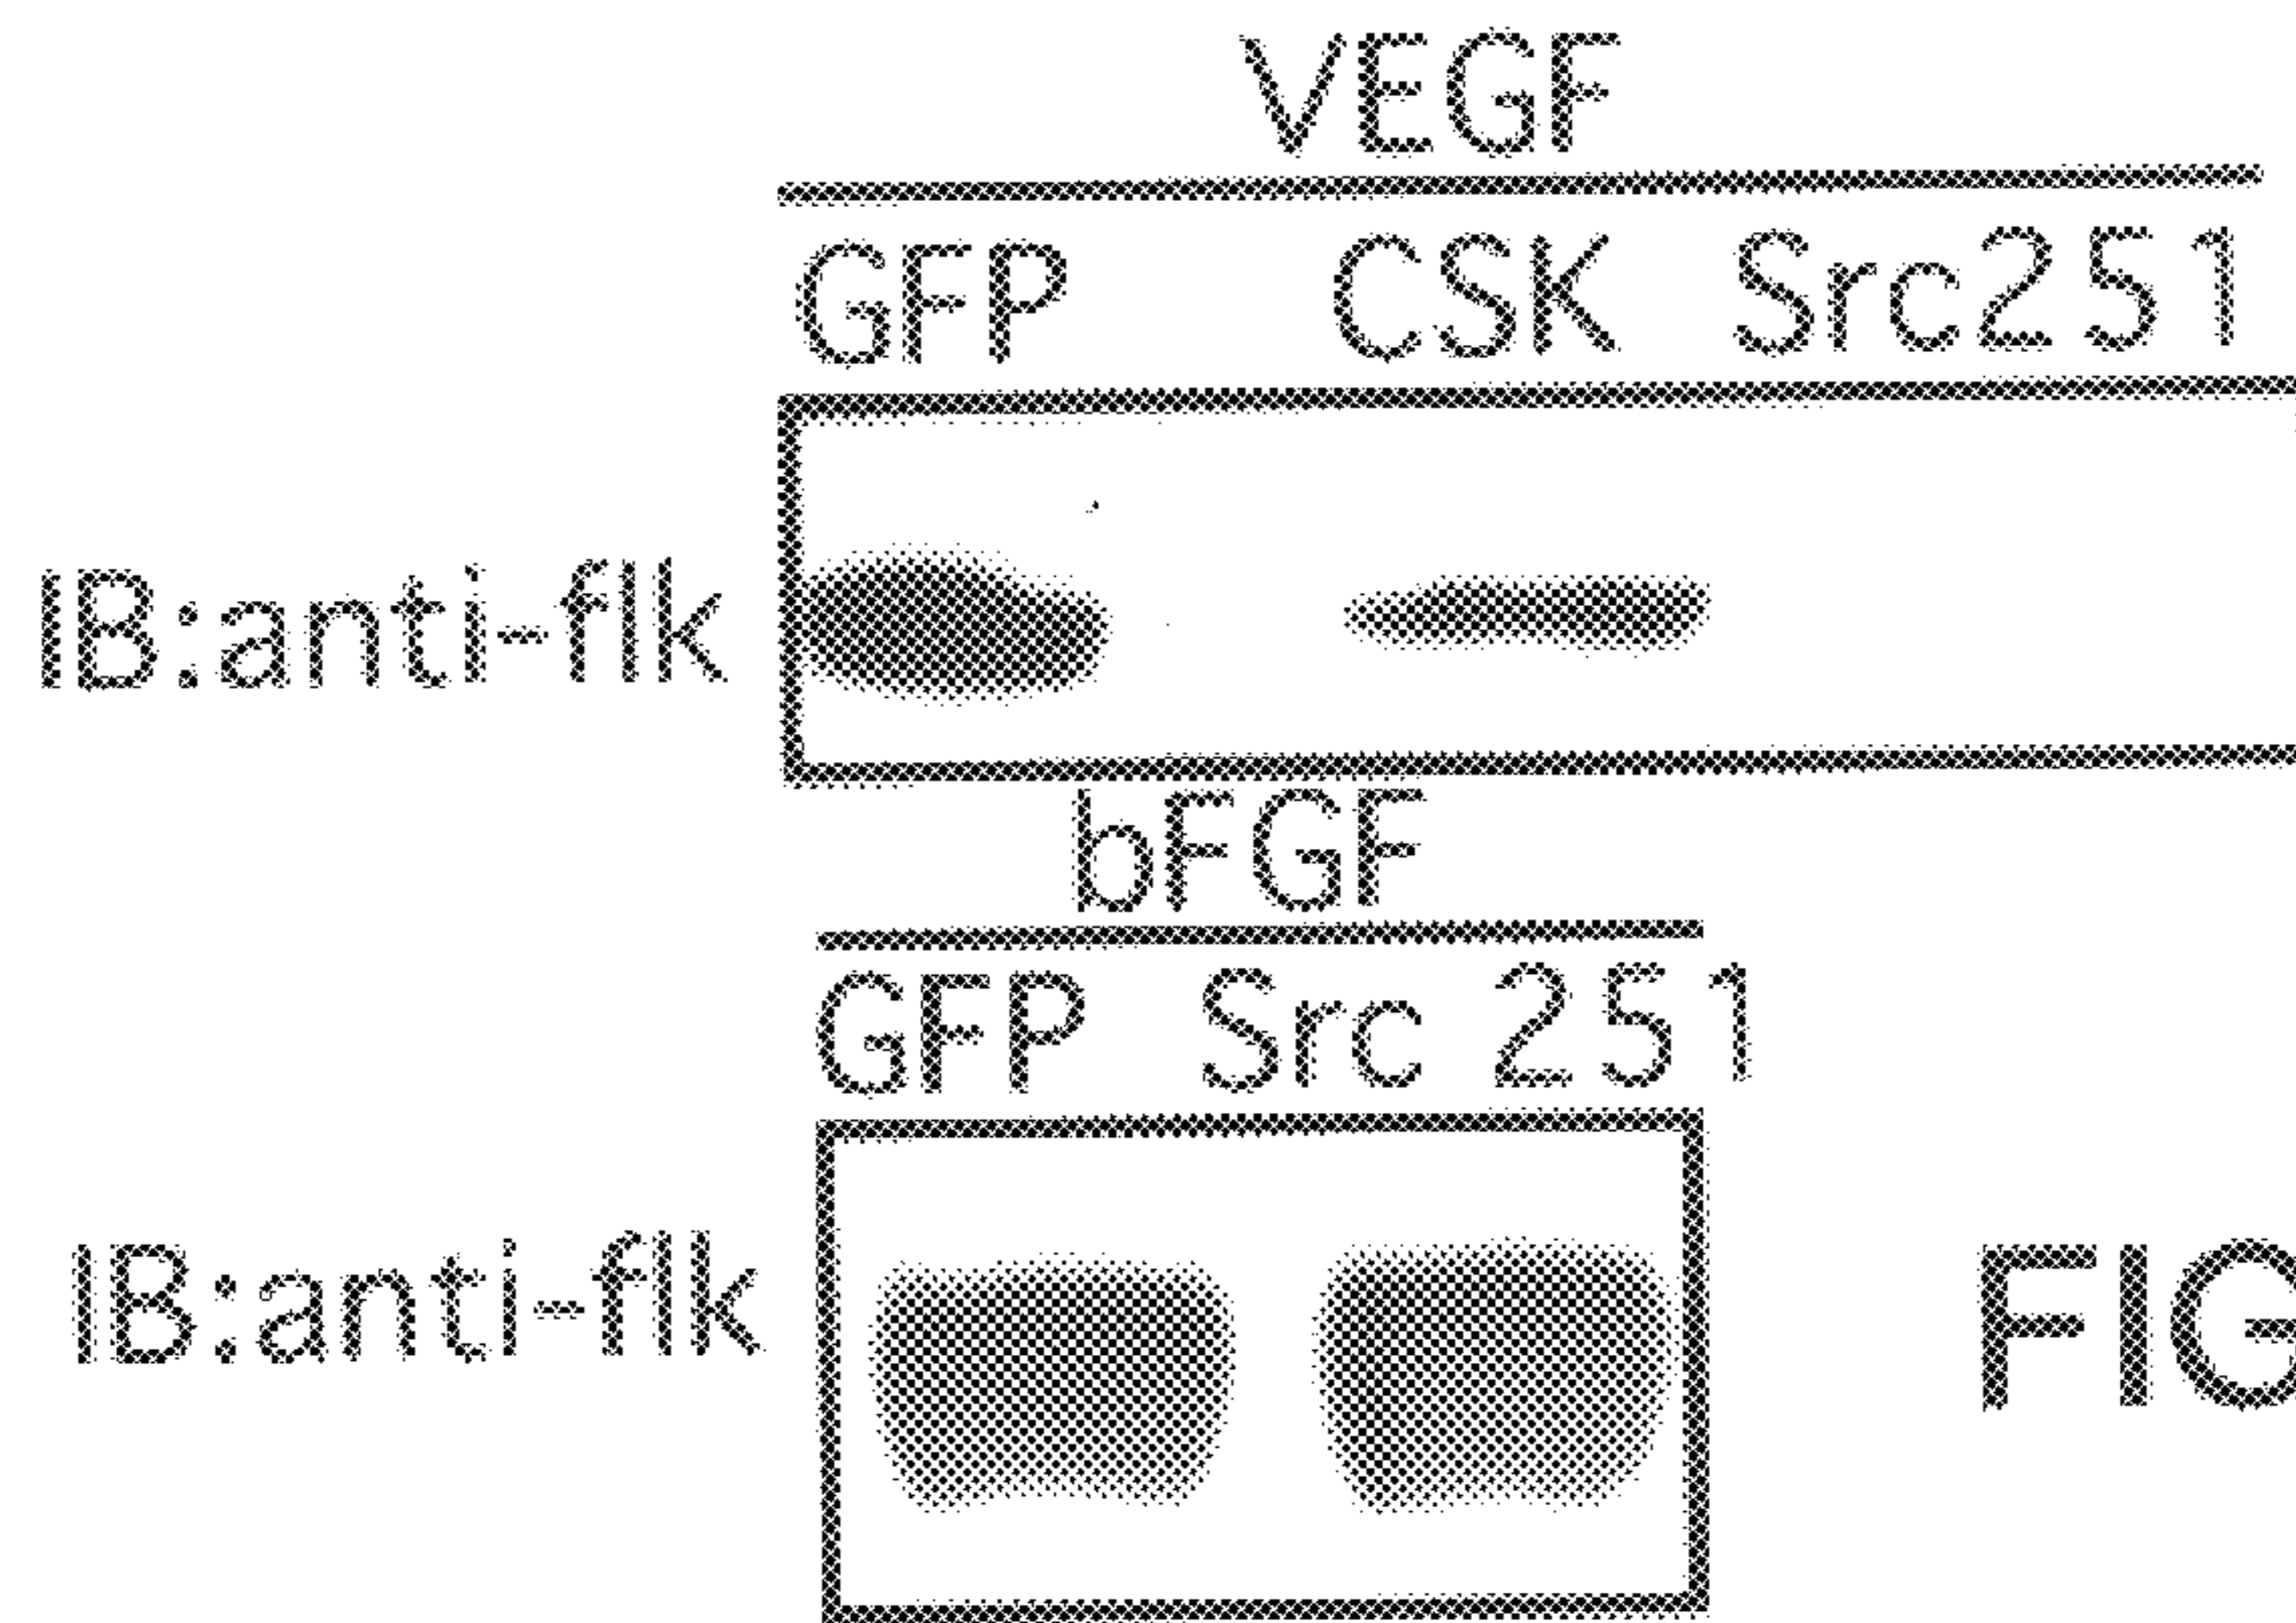 VEGF
GFP CSK Src251
IB:anti-flk
bFGF
GFP Src 251
IB:anti-flk
FIG